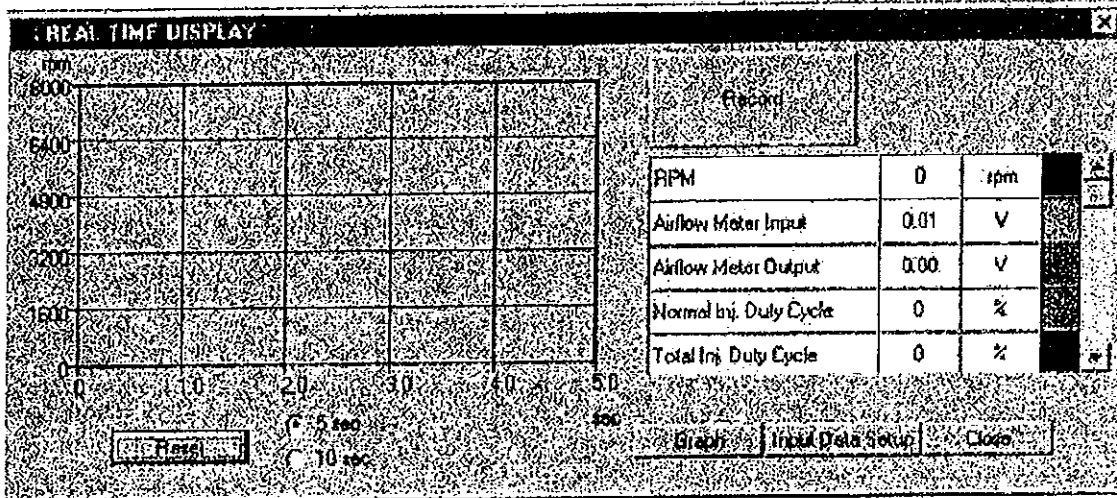 REAL TIME DISPLAY
rpm
8000
6400
4800
3200
1600
0
0 1.0 2.0 3.0 4.0 5.0
sec
5 sec
10 sec
Reset
Record
RPM 0 rpm
Airflow Meter Input 0.01 V
Airflow Meter Output 0.00 V
Normal Inj. Duty Cycle 0 %
Total Inj. Duty Cycle 0 %
Graph Input Data Setup Close